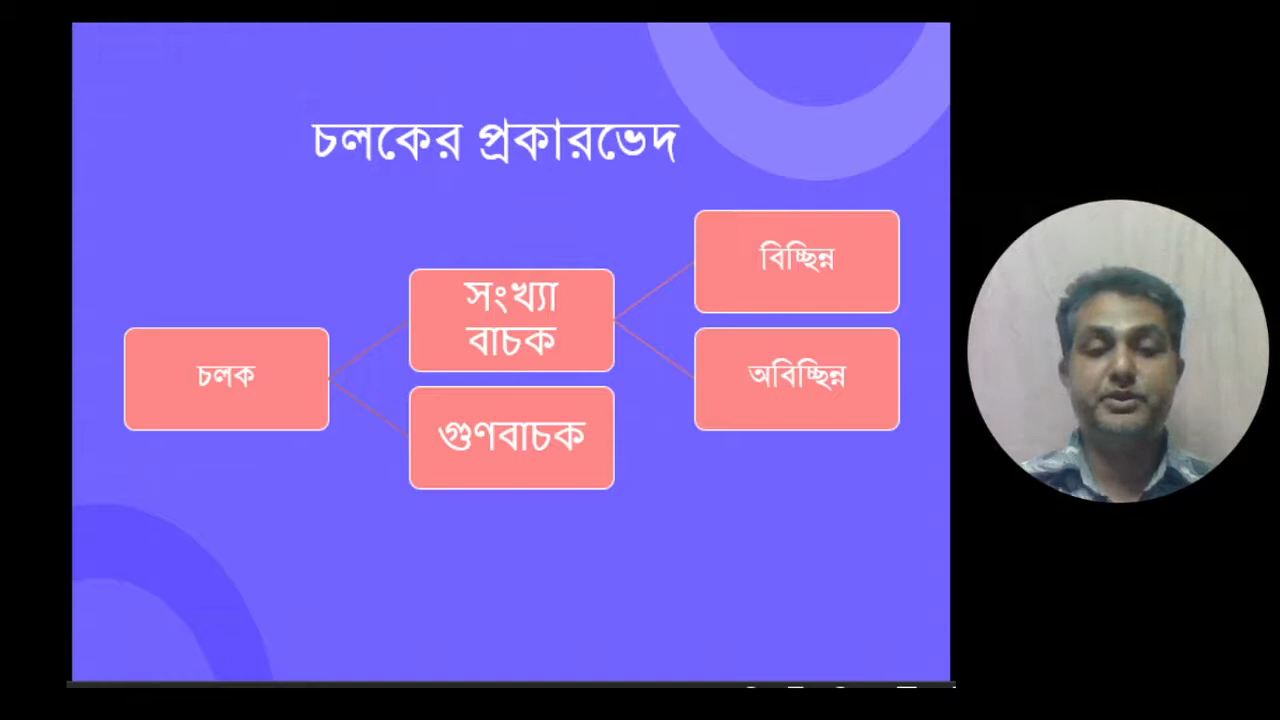 চলকের প্রকারভেদ
চলক
সংখ্যা
বাচক
গুণবাচক
বিচ্ছিন্ন
অবিচ্ছিন্ন